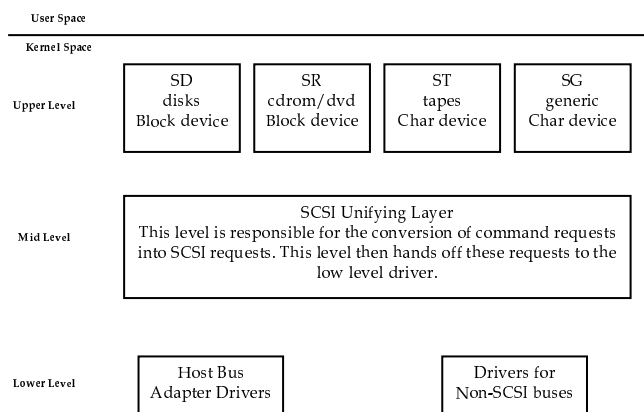 User Space
Kernel Space
Upper Level
SD
disks
Block device
SR
cdrom/dvd
Block device
ST
tapes
Char device
SG
generic
Char device
Mid Level
SCSI Unifying Layer
This level is responsible for the conversion of command requests
into SCSI requests. This level then hands off these requests to the
low level driver.
Lower Level
Host Bus
Adapter Drivers
Drivers for
Non-SCSI buses